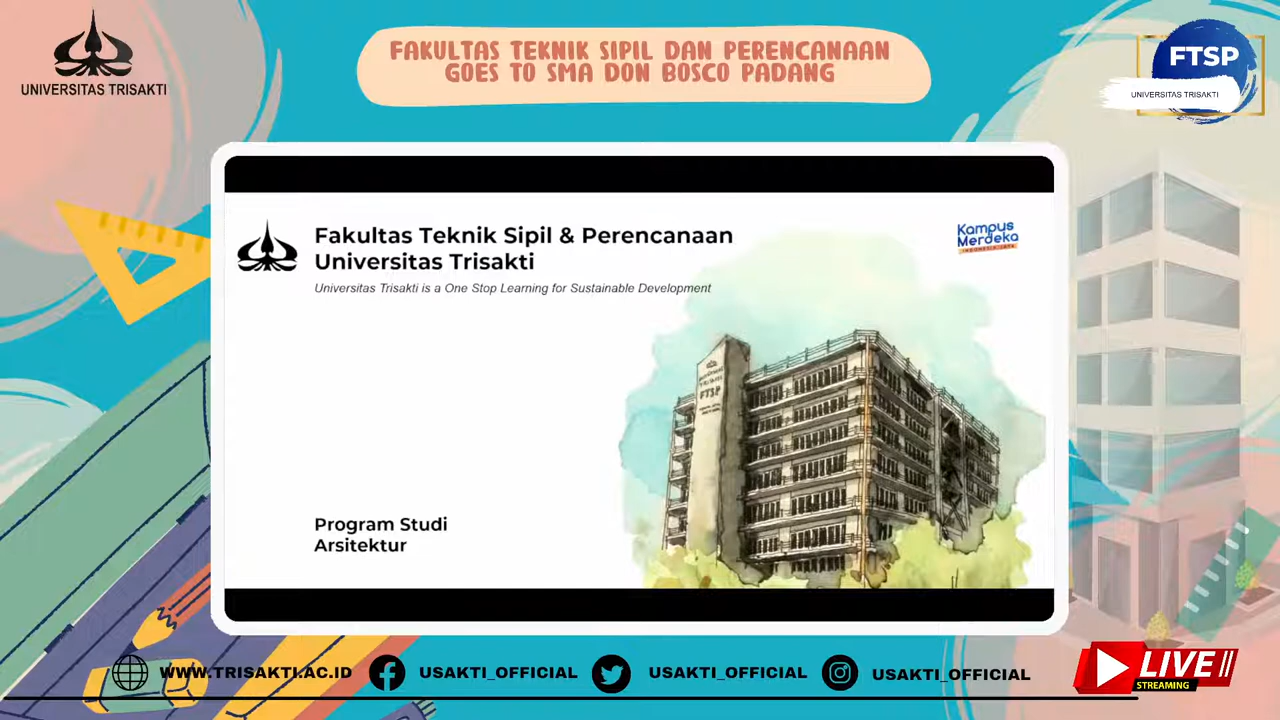 UNIVERSITAS TRISAKTI
FAKULTAS TEKNIK SIPIL DAN PERENCANAAN
GOES TO SMA DON BOSCO PADANG
FTSP
UNIVERSITAS TRISAKTI
Fakultas Teknik Sipil & Perencanaan
Universitas Trisakti
Universitas Trisakti is a One Stop Learning for Sustainable Development
Kampus
Merdeka
INDONESIA JAYA
FTSP
Program Studi
Arsitektur
WWW.TRISAKTI.AC.ID
USAKTI_OFFICIAL
USAKTI_OFFICIAL
USAKTI_OFFICIAL
LIVE
STREAMING